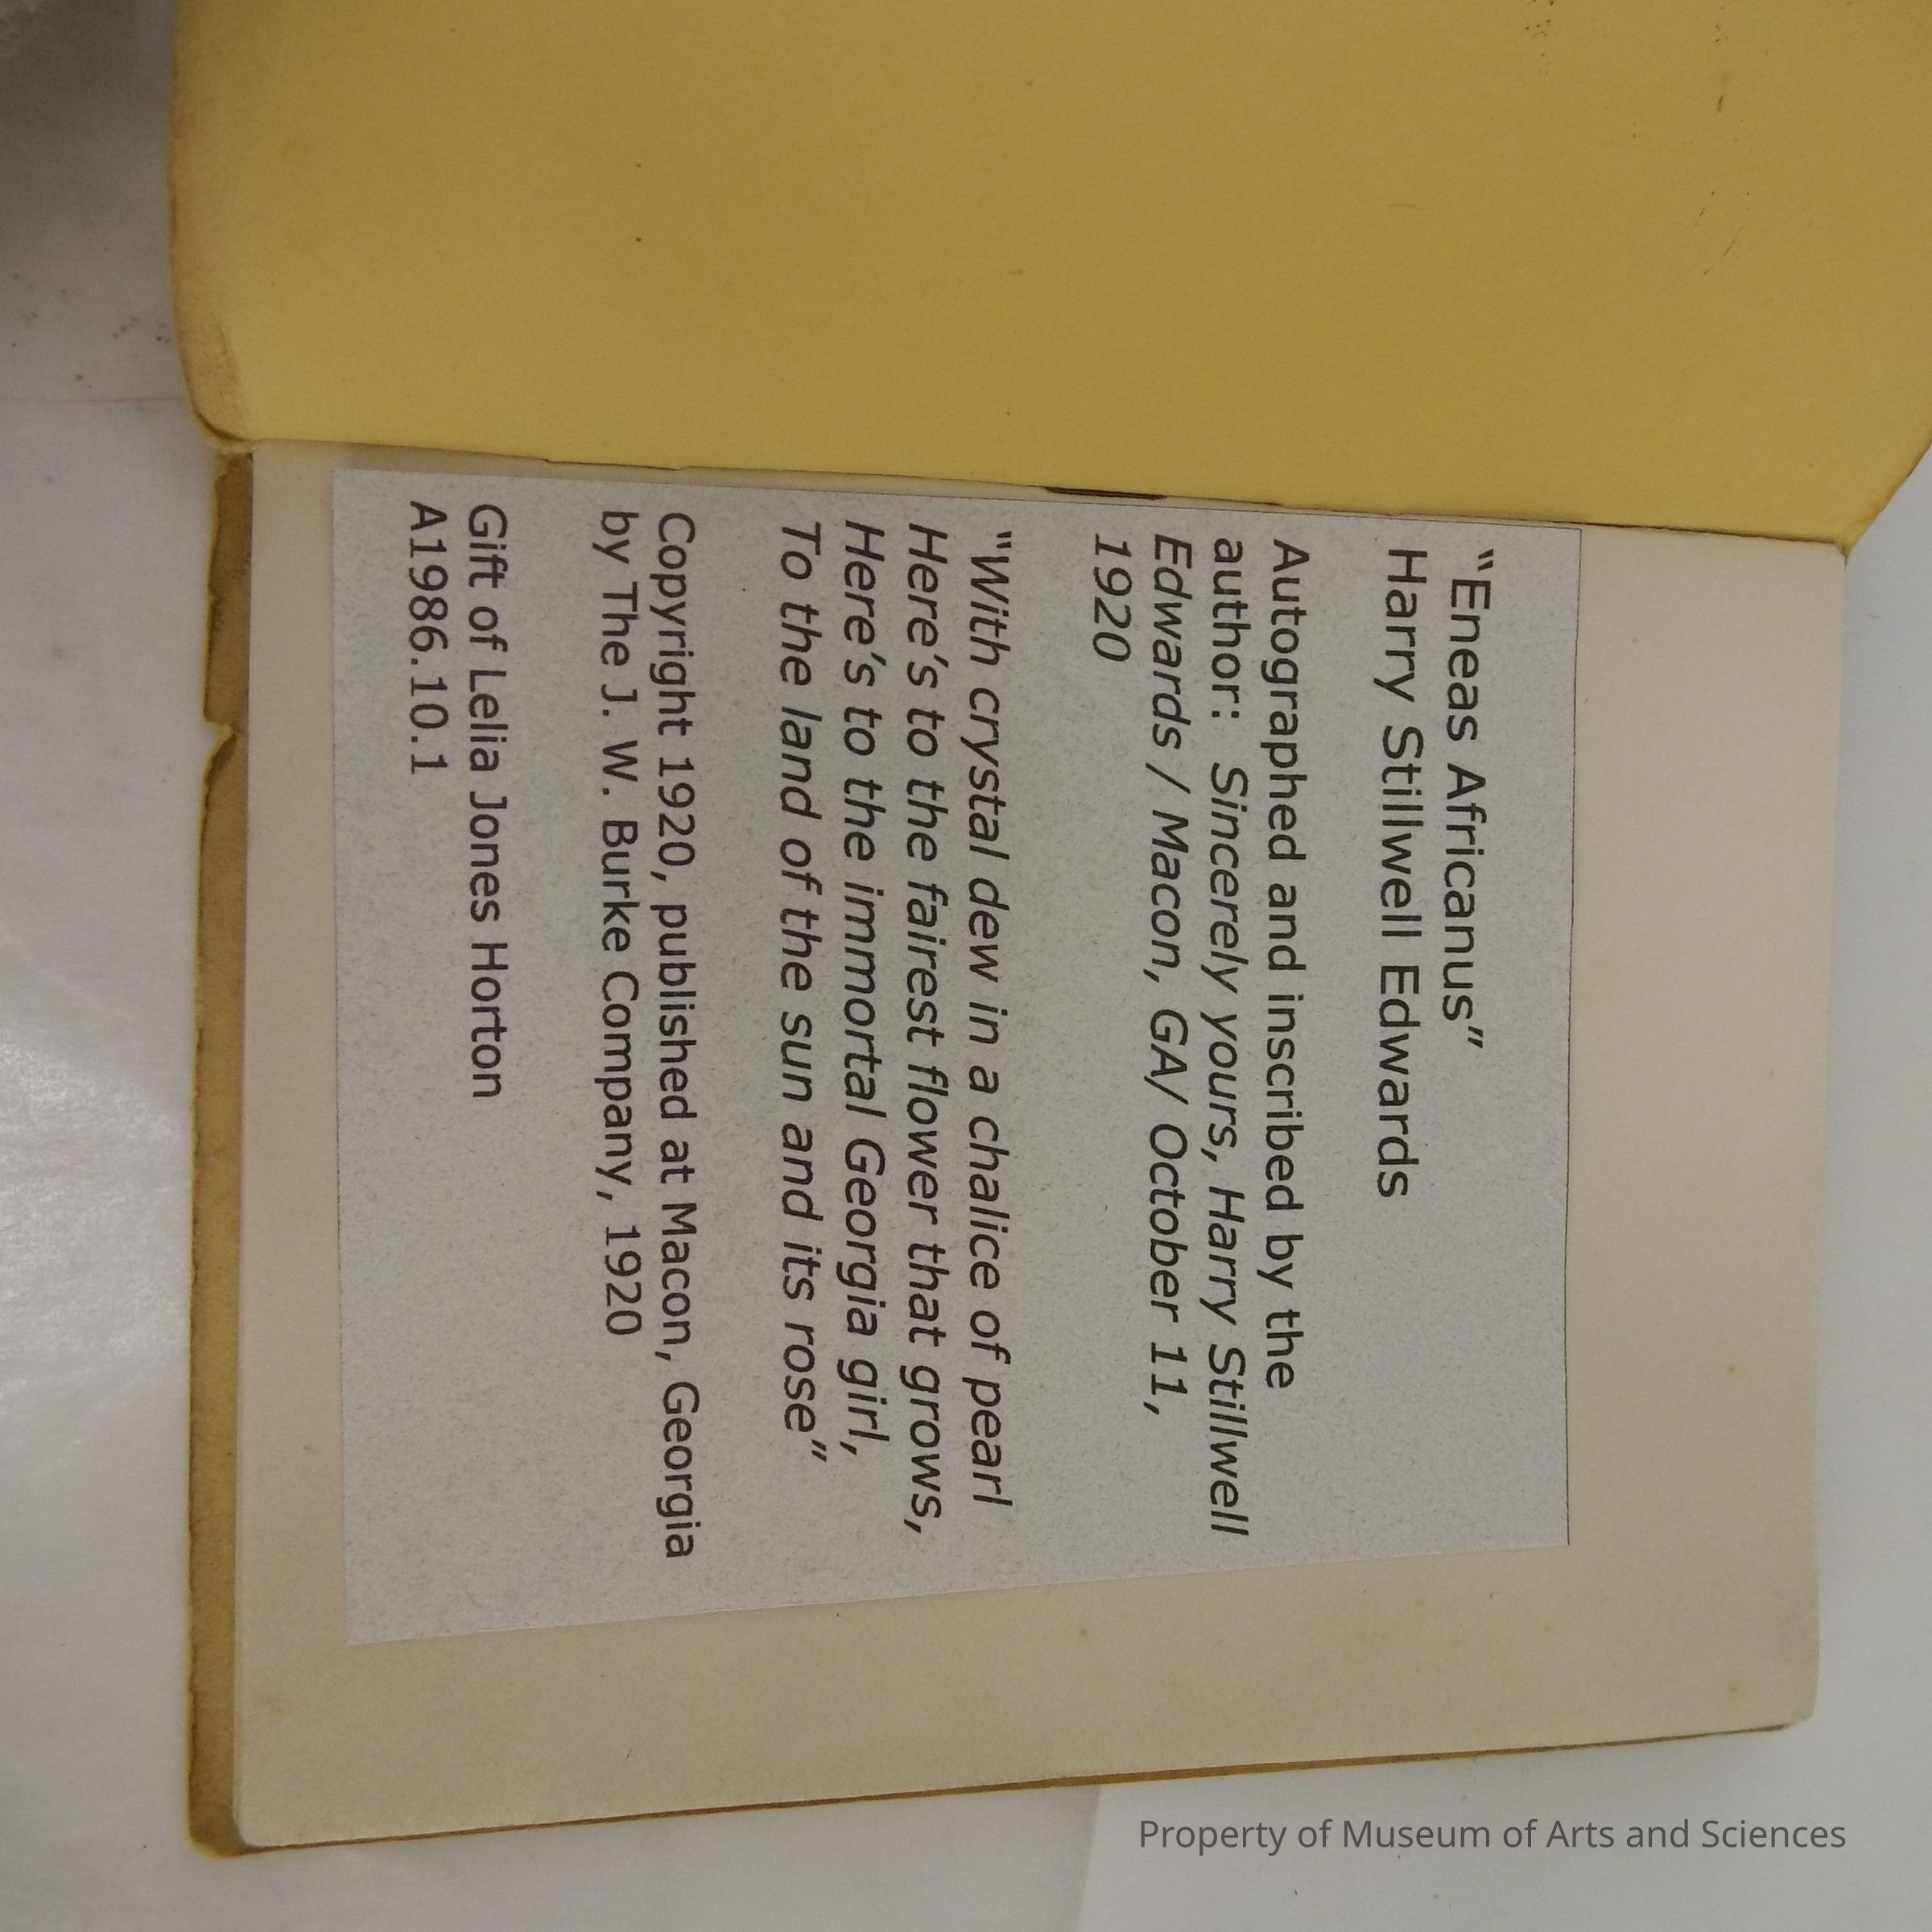 “Eneas Africanus”
Harry Stillwell Edwards
Autographed and inscribed by the
author:  Sincerely yours, Harry Stillwell
Edwards / Macon, GA/ October 11,
1920
“With crystal dew in a chalice of pearl
Here’s to the fairest flower that grows,
Here’s to the immortal Georgia girl,
To the land of the sun and its rose”
Copyright 1920, published at Macon, Georgia
by The J. W. Burke Company, 1920
Gift of Lelia Jones Horton
A1986.10.1
Property of Museum of Arts and Sciences